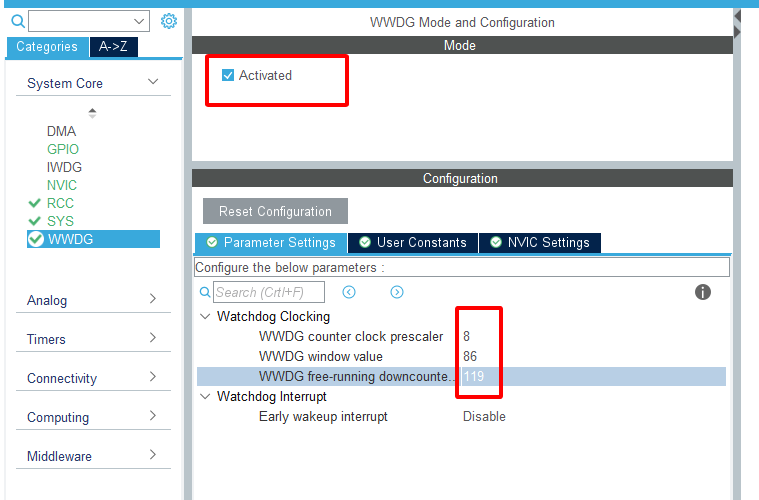 WWDG Mode and Configuration
Categories
A->Z
Mode
System Core
Activated
DMA
GPIO
IWDG
NVIC
RCC
SYS
WWDG
Configuration
Reset Configuration
Parameter Settings
User Constants
NVIC Settings
Configure the below parameters :
Search (Crtl+F)
Watchdog Clocking
WWDG counter clock prescaler 8
WWDG window value 86
WWDG free-running downcounte... 119
Watchdog Interrupt
Early wakeup interrupt Disable
Analog
Timers
Connectivity
Computing
Middleware